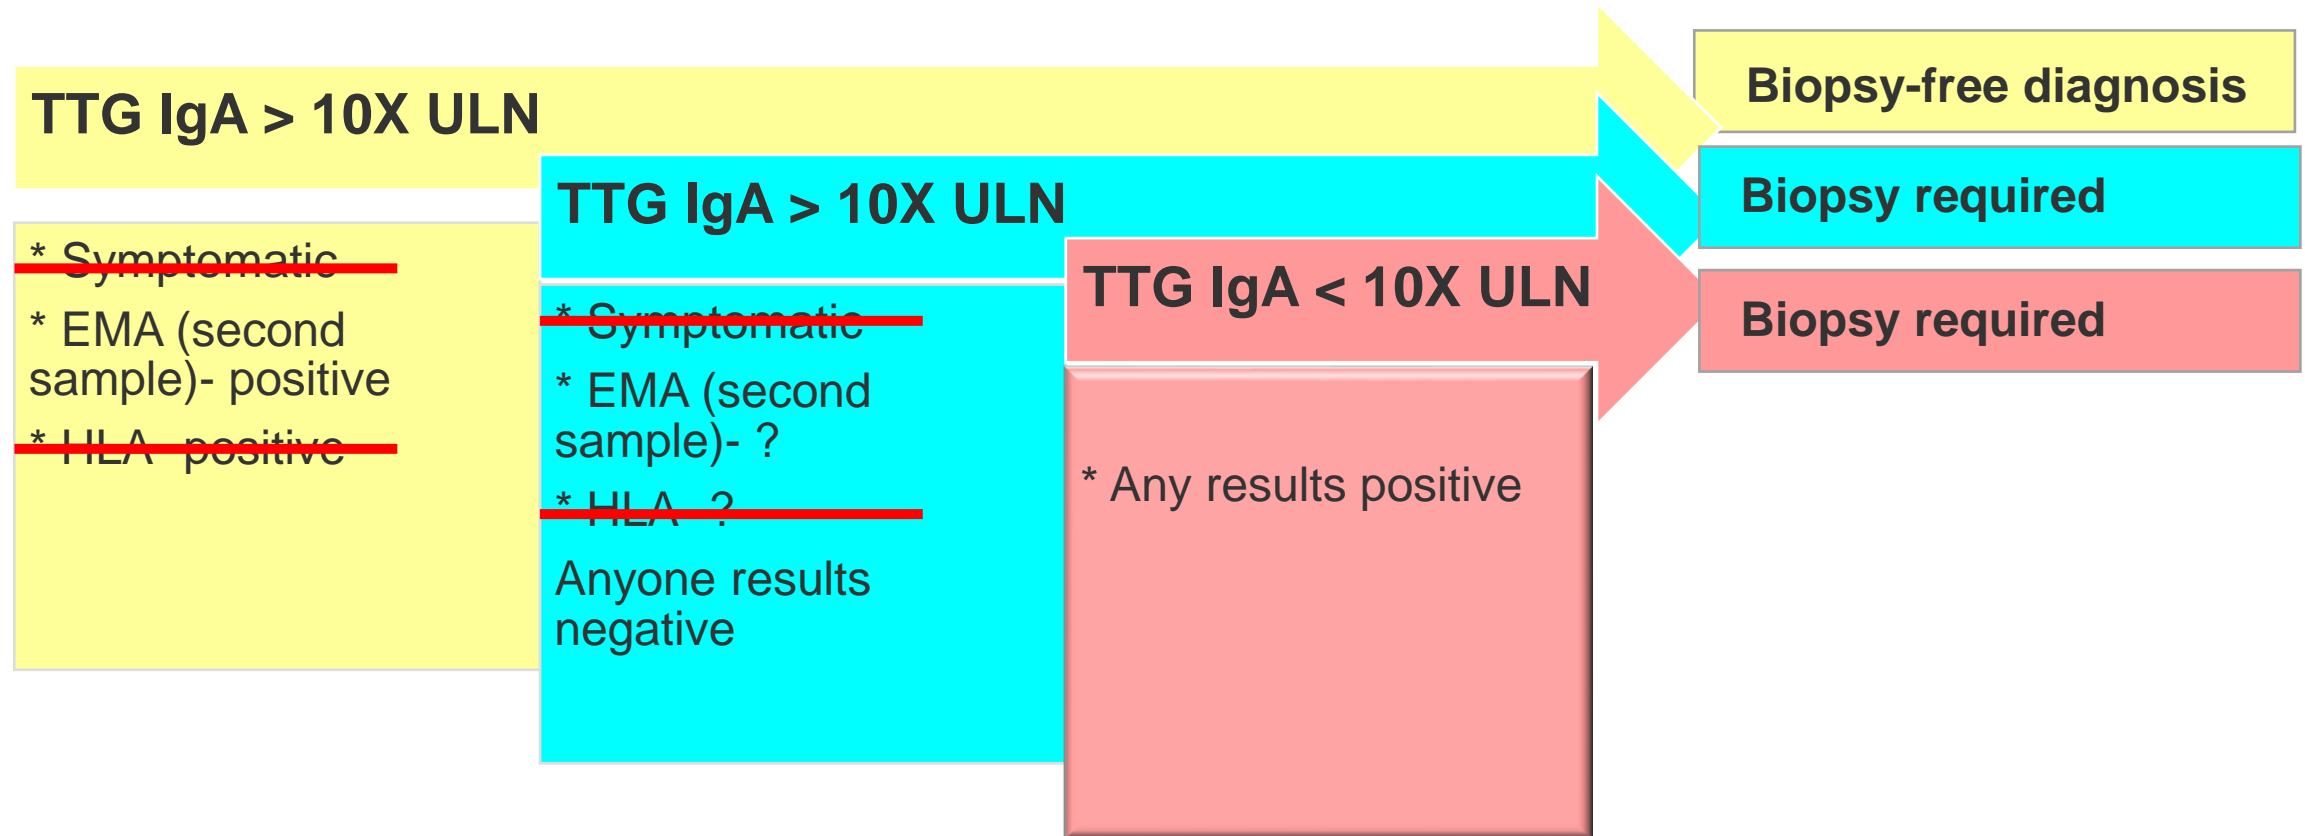 TTG IgA > 10X ULN
* Symptomatic
* EMA (second
sample)- positive
* HLA- positive
TTG IgA > 10X ULN
* Symptomatic
* EMA (second
sample)- ?
* HLA- ?
Anyone results
negative
TTG IgA < 10X ULN
* Any results positive
Biopsy-free diagnosis
Biopsy required
Biopsy required